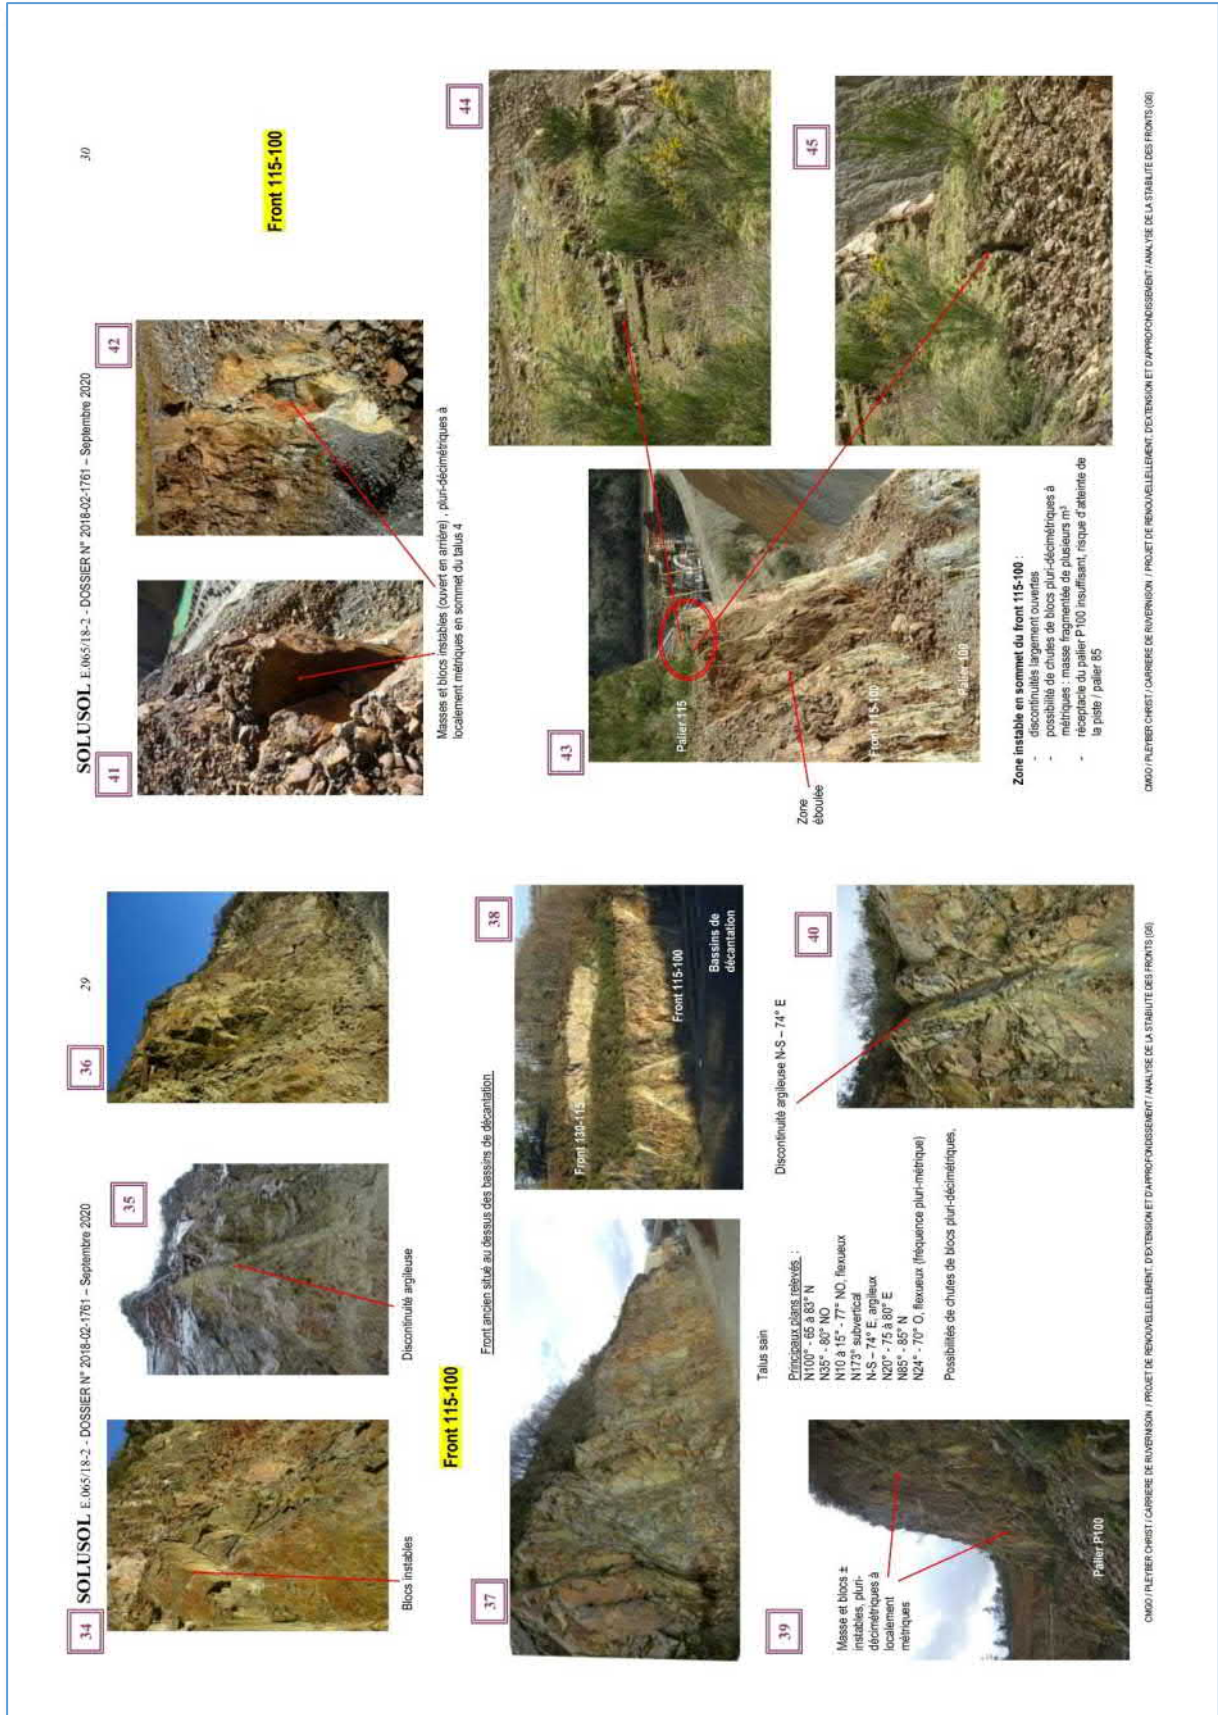 SOLUSOL E.065/18-2 - DOSSIER N° 2018-02-1761 – Septembre 2020
29
34
35
36
Blocs instables
Discontinuité argileuse
Front 115-100
Front ancien situé au dessus des bassins de décantation
37
38
Front 130-115
Front 115-100
Bassins de
décantation
Talus sain
Principaux plans relevés :
N100° - 65 à 83° N
N35° - 80° NO
N10 à 15° - 77° NO, flexueux
N173° subvertical
N-S – 74° E, argileux
N20° - 75 à 80° E
N85° - 85° N
N24° - 70° O, flexueux (fréquence pluri-métrique)
Possibilités de chutes de blocs pluri-décimétriques,
Discontinuité argileuse N-S – 74° E
39
40
Masse et blocs ±
instables, pluri-
décimétriques à
localement
métriques
Palier P100
CMGO / PLEYBER CHRIST / CARRIERE DE RUVERNISON / PROJET DE RENOUVELLEMENT, D'EXTENSION ET D'APPROFONDISSEMENT / ANALYSE DE LA STABILITE DES FRONTS (GS)
SOLUSOL E.065/18-2 - DOSSIER N° 2018-02-1761 – Septembre 2020
30
41
42
Front 115-100
Masses et blocs instables (ouvert en arrière) , pluri-décimétriques à
localement métriques en sommet du talus 4
43
44
45
Palier 115
Front 115-100
Palier 100
Zone
éboulée
Zone instable en sommet du front 115-100 :
- discontinuités largement ouvertes
- possibilité de chutes de blocs pluri-décimétriques à
métriques : masse fragmentée de plusieurs m³
- réceptacle du palier P100 insuffisant, risque d'atteinte de
la piste / palier 85
CMGO / PLEYBER CHRIST / CARRIERE DE RUVERNISON / PROJET DE RENOUVELLEMENT, D'EXTENSION ET D'APPROFONDISSEMENT / ANALYSE DE LA STABILITE DES FRONTS (GS)